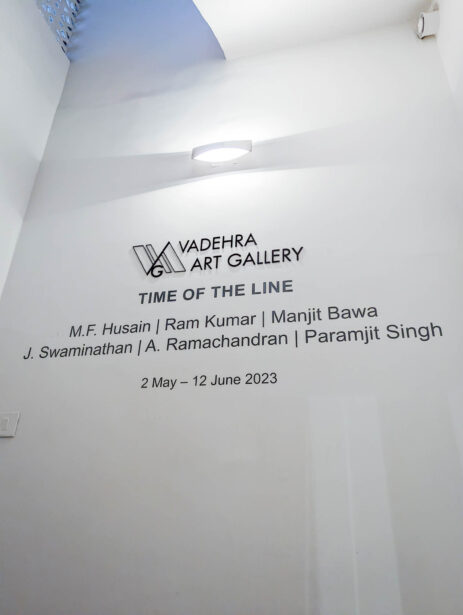 VADEHRA
ART GALLERY
VAG
TIME OF THE LINE
M.F. Husain | Ram Kumar | Manjit Bawa
J. Swaminathan | A. Ramachandran | Paramjit Singh
2 May – 12 June 2023